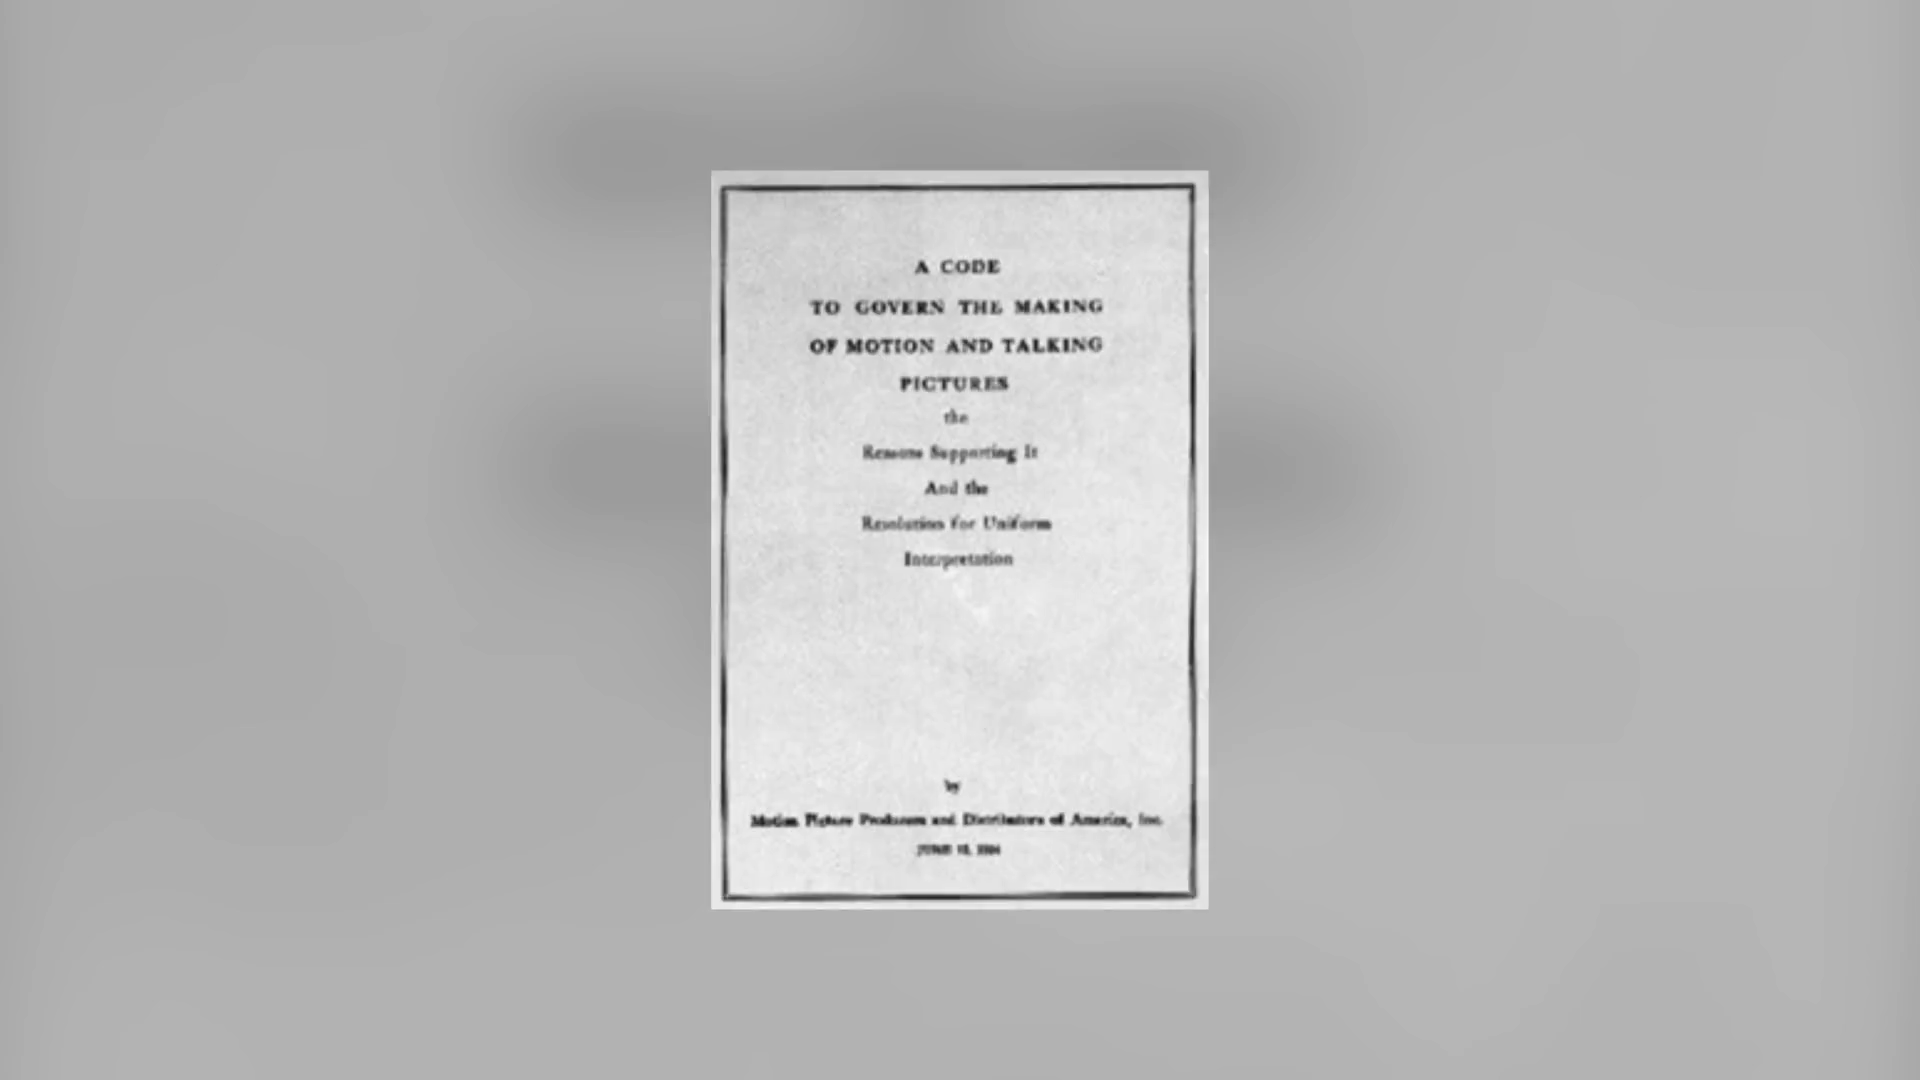 A CODE
TO GOVERN THE MAKING
OF MOTION AND TALKING
PICTURES
the
Reasons Supporting It
And the
Resolution for Uniform
Interpretation
by
Motion Picture Producers and Distributors of America, Inc.